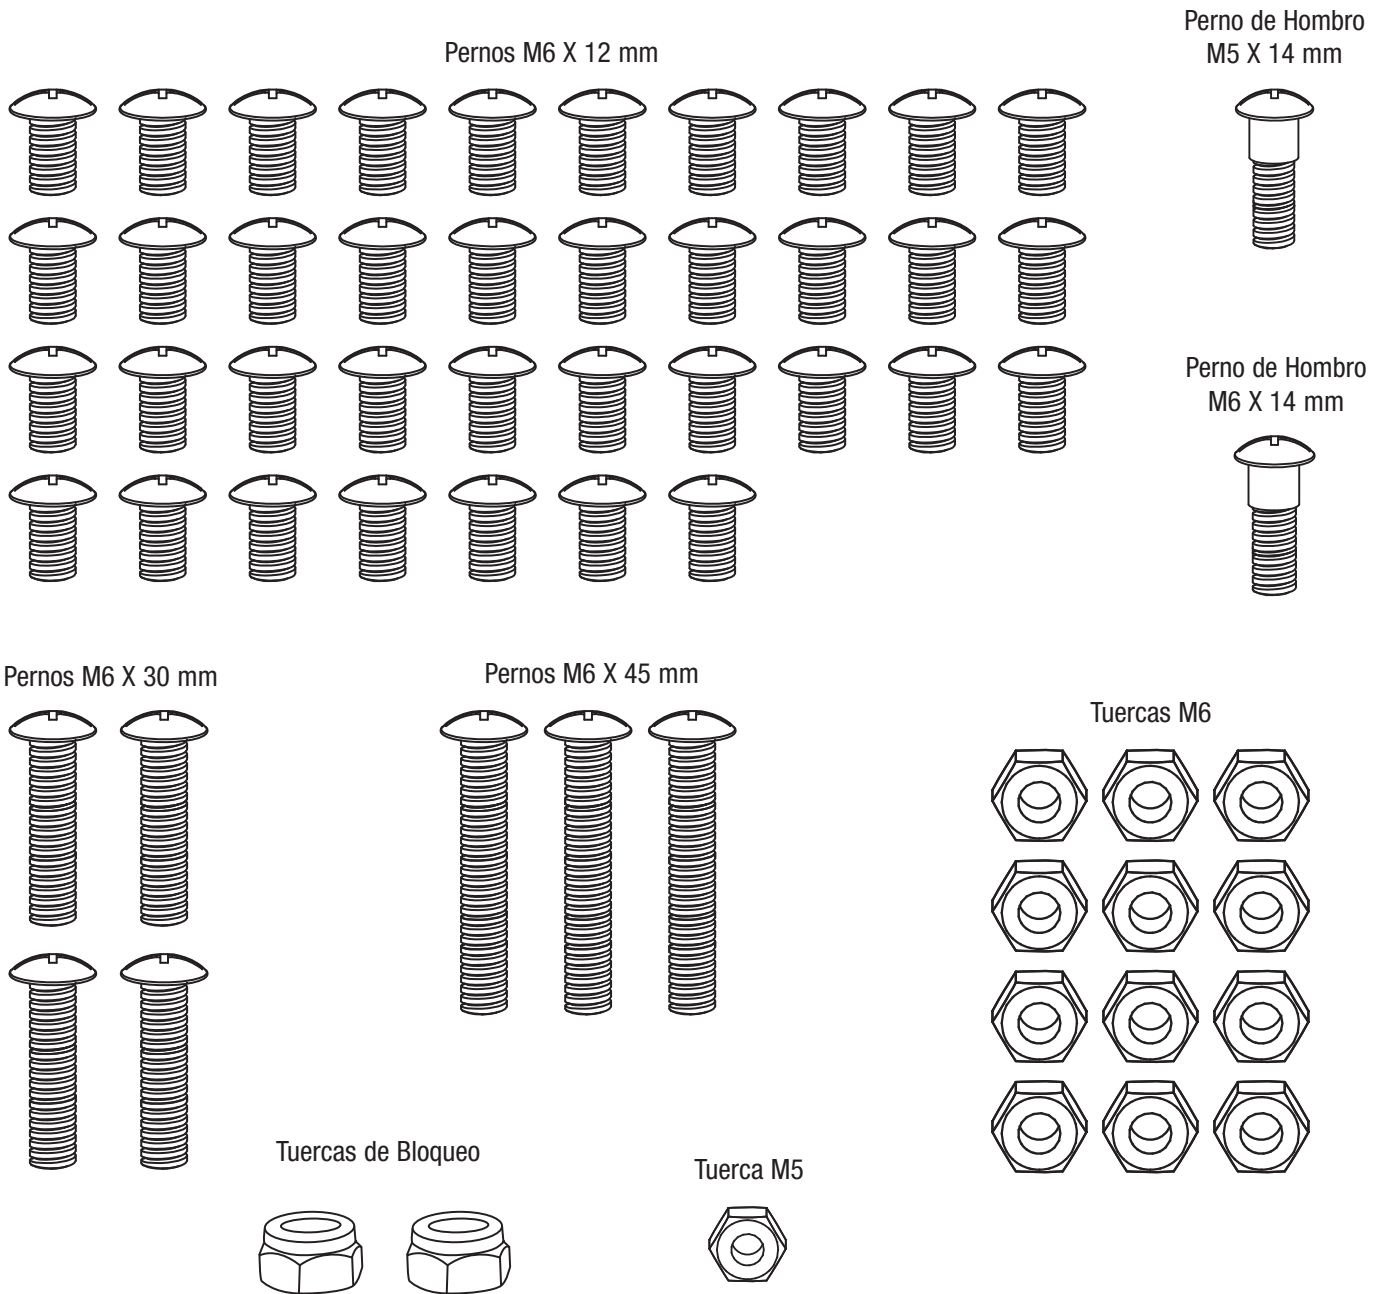 Perno de Hombro
M5 X 14 mm
Pernos M6 X 12 mm
Perno de Hombro
M6 X 14 mm
Pernos M6 X 30 mm
Pernos M6 X 45 mm
Tuercas M6
Tuercas de Bloqueo
Tuerca M5